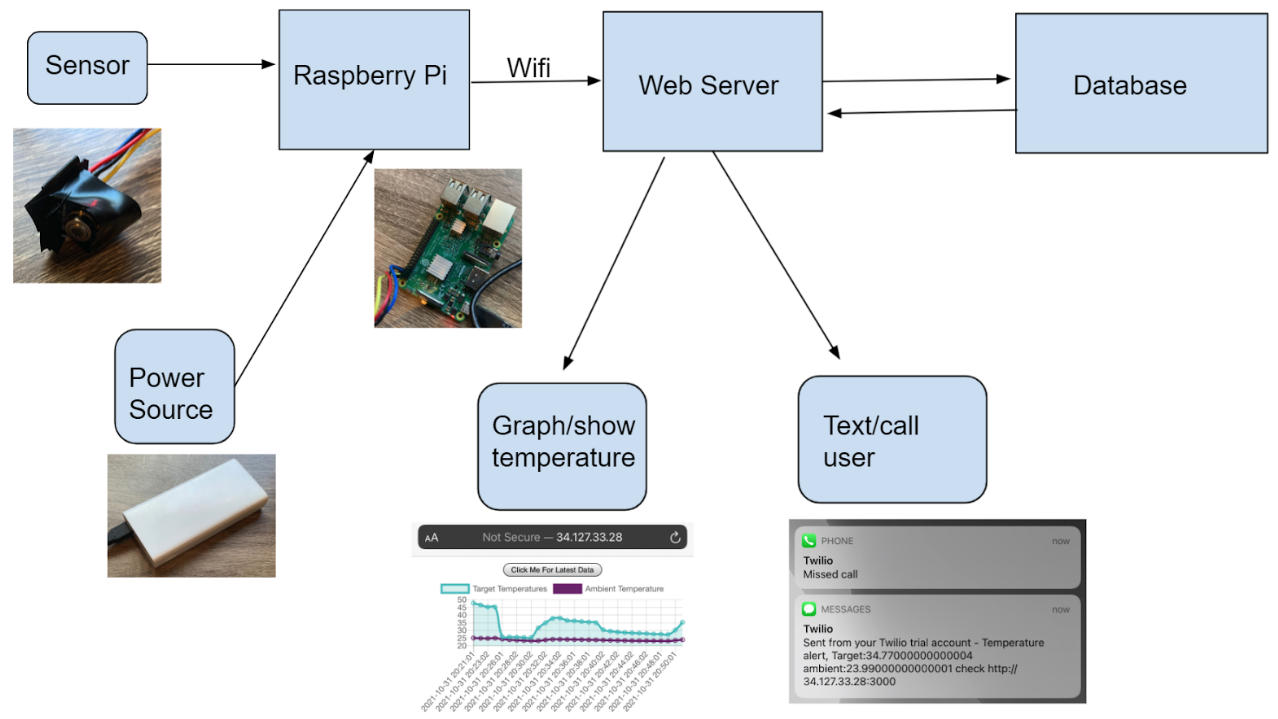 Sensor
Raspberry Pi
Wifi
Web Server
Database
Power
Source
Graph/show
temperature
Text/call
user
AA Not Secure — 34.127.33.28
Click Me For Latest Data
Target Temperatures Ambient Temperature
50
45
40
35
30
25
20
2021-10-31 20:21:01
2021-10-31 20:23:02
2021-10-31 20:26:01
2021-10-31 20:28:02
2021-10-31 20:30:02
2021-10-31 20:32:02
2021-10-31 20:34:02
2021-10-31 20:36:01
2021-10-31 20:38:01
2021-10-31 20:40:02
2021-10-31 20:42:02
2021-10-31 20:44:02
2021-10-31 20:46:02
2021-10-31 20:48:01
2021-10-31 20:50:01
PHONE now
Twilio
Missed call
MESSAGES now
Twilio
Sent from your Twilio trial account - Temperature
alert, Target:34.77000000000004
ambient:23.99000000000001 check http://
34.127.33.28:3000